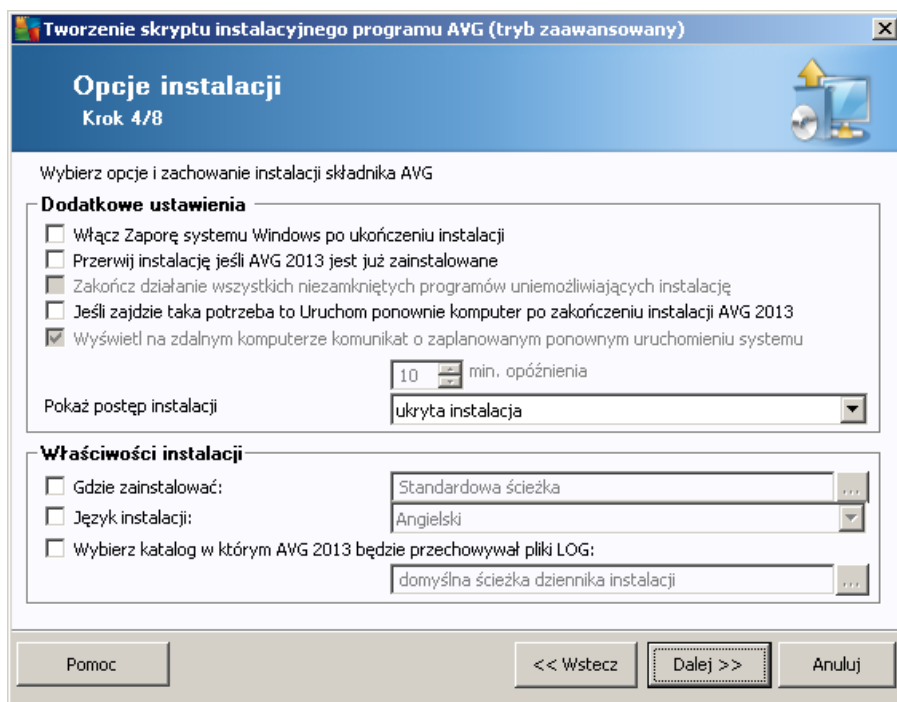 Tworzenie skryptu instalacyjnego programu AVG (tryb zaawansowany)
Opcje instalacji
Krok 4/8
Wybierz opcje i zachowanie instalacji składnika AVG
Dodatkowe ustawienia
Włącz Zaporę systemu Windows po ukończeniu instalacji
Przerwij instalację jeśli AVG 2013 jest już zainstalowane
Zakończ działanie wszystkich niezamkniętych programów uniemożliwiających instalację
Jeśli zajdzie taka potrzeba to Uruchom ponownie komputer po zakończeniu instalacji AVG 2013
Wyświetl na zdalnym komputerze komunikat o zaplanowanym ponownym uruchomieniu systemu
10 min. opóźnienia
Pokaż postęp instalacji ukryta instalacja
Właściwości instalacji
Gdzie zainstalować: Standardowa ścieżka ...
Język instalacji: Angielski
Wybierz katalog w którym AVG 2013 będzie przechowywał pliki LOG:
domyślna ścieżka dziennika instalacji ...
Pomoc << Wstecz Dalej >> Anuluj